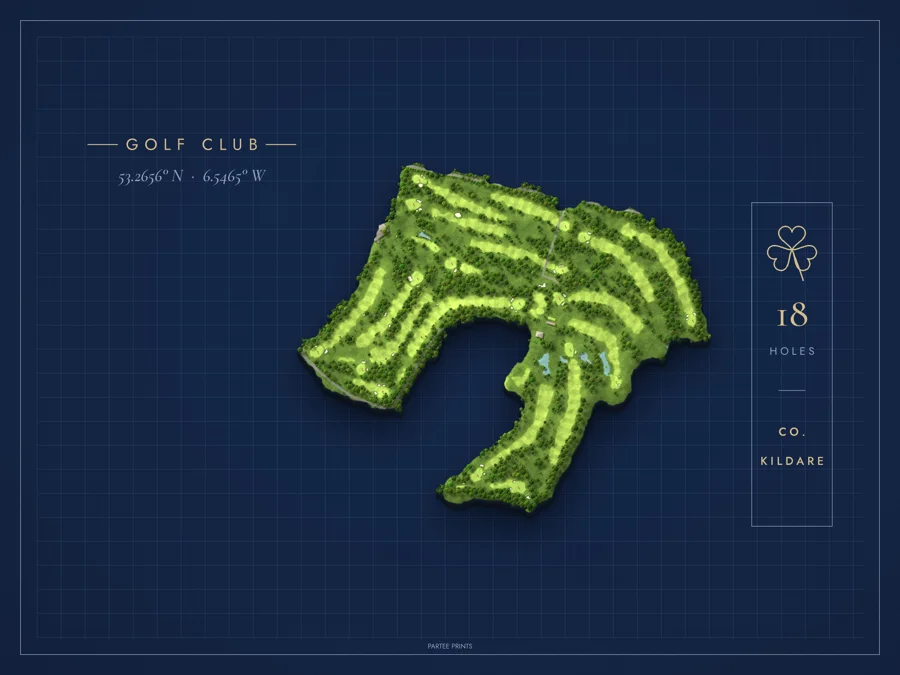 GOLF CLUB
53.2656° N · 6.5465° W
18
HOLES
CO.
KILDARE
PARTEE PRINTS